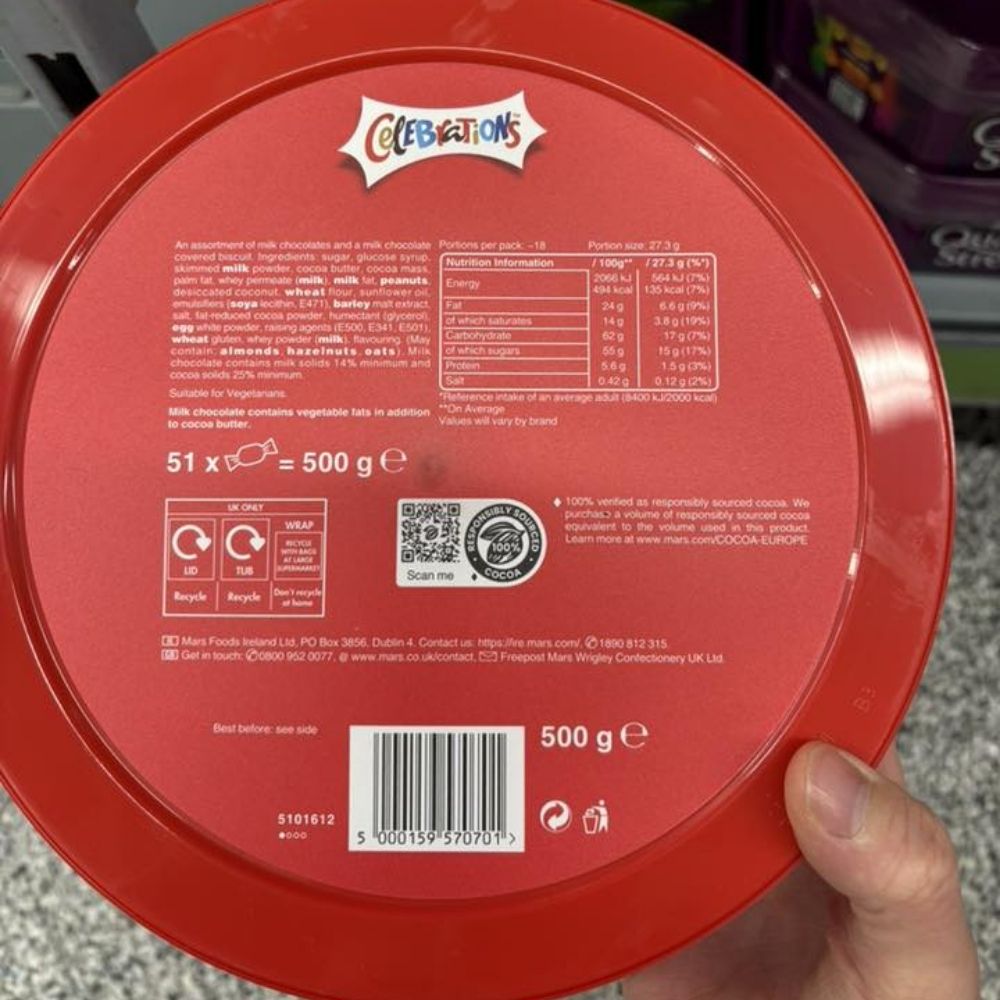 CELEBRATIONS
An assortment of milk chocolates and a milk chocolate
covered biscuit. Ingredients: sugar, glucose syrup,
skimmed milk powder, cocoa butter, cocoa mass,
palm fat, whey permeate (milk), milk fat, peanuts,
desiccated coconut, wheat flour, sunflower oil,
emulsifiers (soya lecithin, E471), barley malt extract,
salt, fat-reduced cocoa powder, humectant (glycerol),
egg white powder, raising agents (E500, E341, E501),
wheat gluten, whey powder (milk), flavouring. (May
contain: almonds, hazelnuts, oats). Milk
chocolate contains milk solids 14% minimum and
cocoa solids 25% minimum.
Suitable for Vegetarians.
Milk chocolate contains vegetable fats in addition
to cocoa butter.
Portions per pack: ~18 Portion size: 27.3 g
Nutrition Information /100g** /27.3 g (%*)
Energy 2066 kJ 564 kJ (7%)
494 kcal 135 kcal (7%)
Fat 24 g 6.6 g (9%)
of which saturates 14 g 3.8 g (19%)
Carbohydrate 62 g 17 g (7%)
of which sugars 55 g 15 g (17%)
Protein 5.6 g 1.5 g (3%)
Salt 0.42 g 0.12 g (2%)
*Reference intake of an average adult (8400 kJ/2000 kcal)
**On Average
Values will vary by brand
51 x = 500 g e
UK ONLY
LID
Recycle
TUB
Recycle
WRAP
RECYCLE
WITH BAGS
AT LARGE
SUPERMARKET
Don't recycle
at home
Scan me
RESPONSIBLY SOURCED
100%
COCOA
100% verified as responsibly sourced cocoa. We
purchase a volume of responsibly sourced cocoa
equivalent to the volume used in this product.
Learn more at www.mars.com/COCOA-EUROPE
IE Mars Foods Ireland Ltd, PO Box 3856, Dublin 4. Contact us: https://ire.mars.com/, 1890 812 315.
GB Get in touch: 0800 952 0077, @ www.mars.co.uk/contact, Freepost Mars Wrigley Confectionery UK Ltd.
Best before: see side
500 g e
5101612
5 000159 570701 >
B3